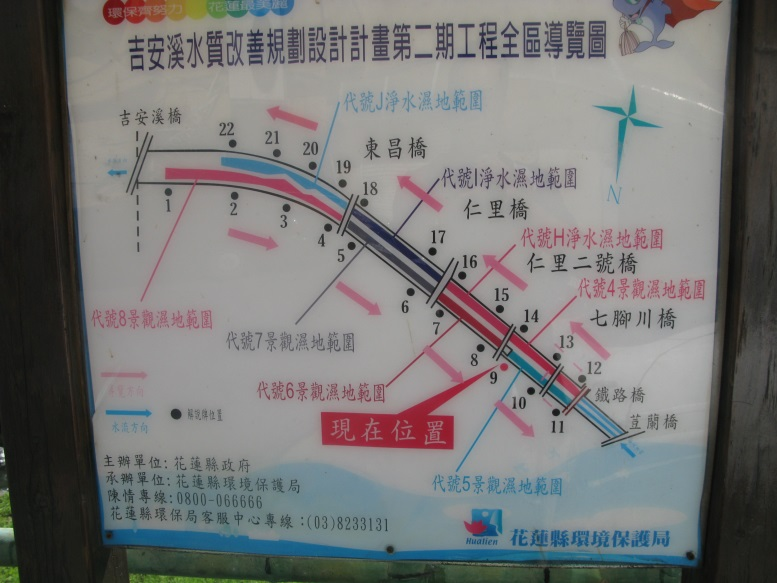 環保齊努力 花蓮最美麗
吉安溪水質改善規劃設計計畫第二期工程全區導覽圖
吉安溪橋
代號J淨水濕地範圍
東昌橋
代號I淨水濕地範圍
仁里橋
N
代號H淨水濕地範圍
仁里二號橋
代號4景觀濕地範圍
七腳川橋
鐵路橋
荳蘭橋
22
21
20
19
18
17
16
15
14
13
12
1
2
3
4
5
6
7
8
9
10
11
代號8景觀濕地範圍
代號7景觀濕地範圍
代號6景觀濕地範圍
現在位置
代號5景觀濕地範圍
解說牌位置
水流方向
主辦單位:花蓮縣政府
承辦單位:花蓮縣環境保護局
陳情專線:0800-066666
花蓮縣環保局客服中心專線:(03)8233131
Hualien
花蓮縣環境保護局